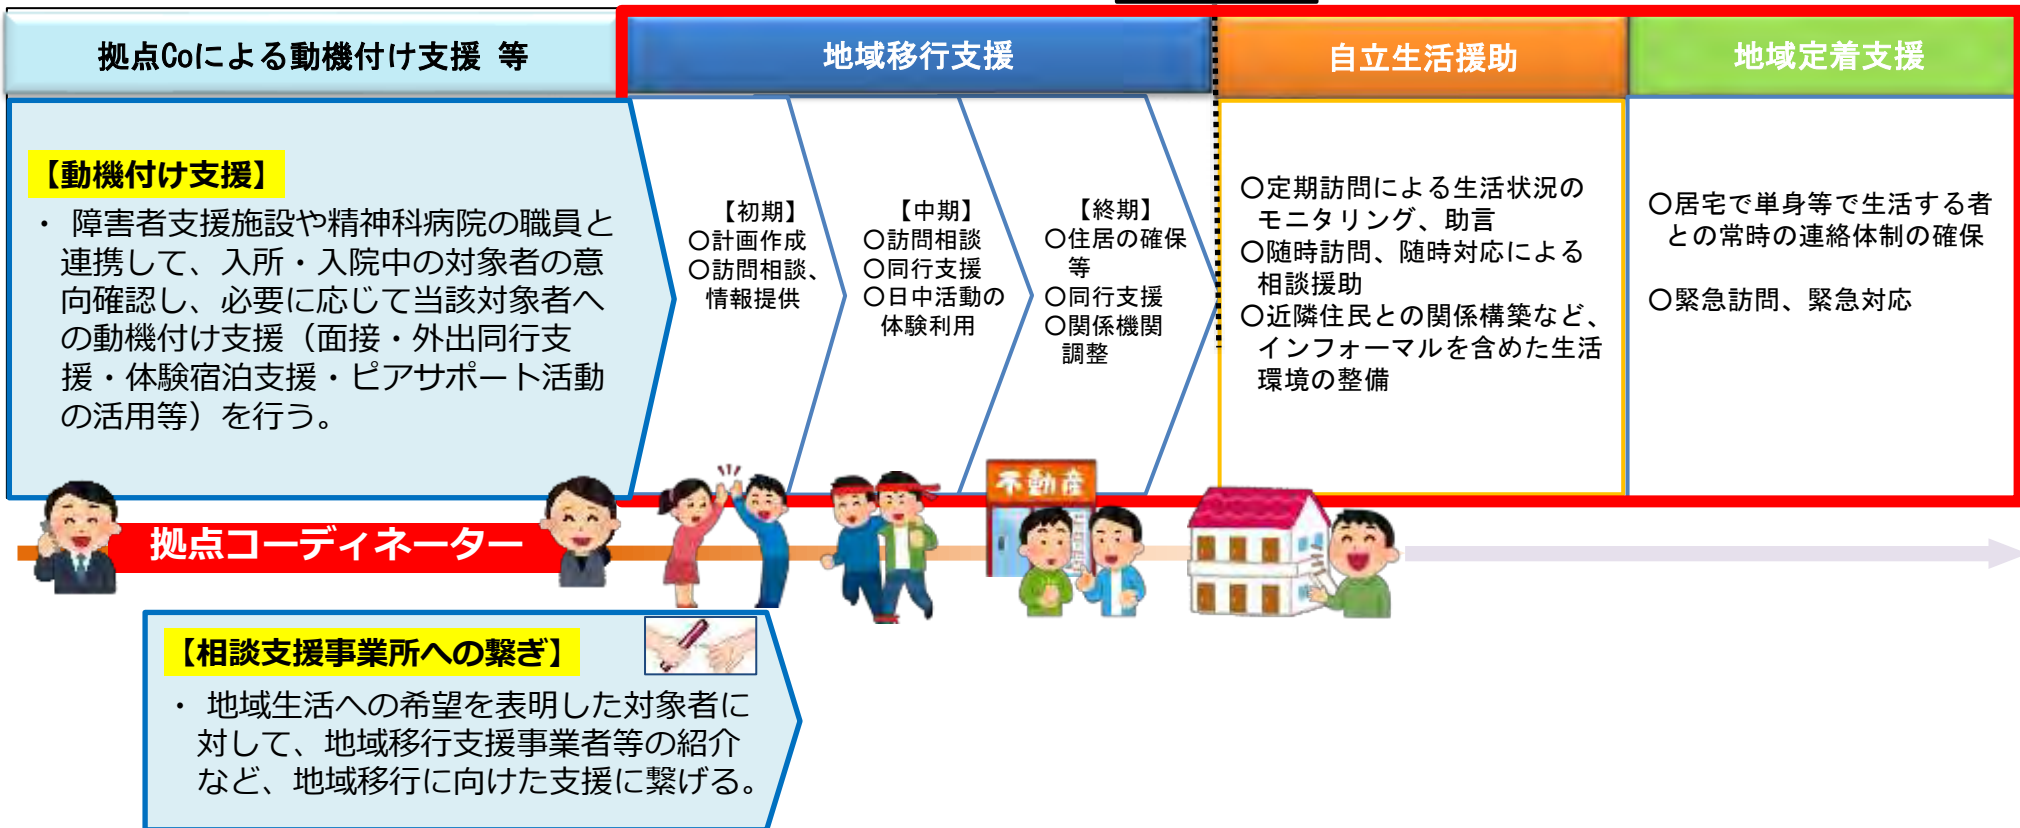 拠点Coによる動機付け支援 等
地域移行支援
自立生活援助
地域定着支援
【動機付け支援】
・ 障害者支援施設や精神科病院の職員と
連携して、入所・入院中の対象者の意
向確認し、必要に応じて当該対象者へ
の動機付け支援（面接・外出同行支
援・体験宿泊支援・ピアサポート活動
の活用等）を行う。
【初期】
〇計画作成
〇訪問相談、
情報提供
【中期】
〇訪問相談
〇同行支援
〇日中活動の
体験利用
【終期】
〇住居の確保
等
〇同行支援
〇関係機関
調整
〇定期訪問による生活状況の
モニタリング、助言
〇随時訪問、随時対応による
相談援助
〇近隣住民との関係構築など、
インフォーマルを含めた生活
環境の整備
〇居宅で単身等で生活する者
との常時の連絡体制の確保
〇緊急訪問、緊急対応
不動産
拠点コーディネーター
【相談支援事業所への繋ぎ】
・ 地域生活への希望を表明した対象者に
対して、地域移行支援事業者等の紹介
など、地域移行に向けた支援に繋げる。